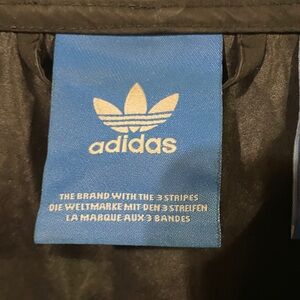 adidas
THE BRAND WITH THE 3 STRIPES
DIE WELTMARKE MIT DEN 3 STREIFEN
LA MARQUE AUX 3 BANDES